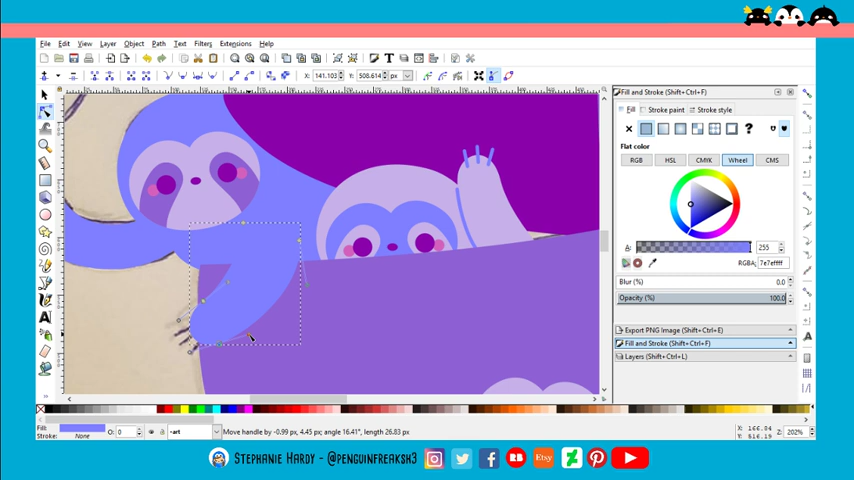 File Edit View Layer Object Path Text Filters Extensions Help
X: 141.103 Y: 508.614 px
Fill and Stroke (Shift+Ctrl+F)
Fill Stroke paint Stroke style
Flat color
RGB HSL CMYK Wheel CMS
A: 255
RGBA: 7e7effff
Blur (%) 0.0
Opacity (%) 100.0
Export PNG Image (Shift+Ctrl+E)
Fill and Stroke (Shift+Ctrl+F)
Layers (Shift+Ctrl+L)
Fill: O: 0 -art Move handle by -0.99 px, 4.45 px; angle 16.41°, length 26.83 px X: 166.04 Z: 202%
Stroke: None Y: 516.19
STEPHANIE HARDY - @PENGUINFREAKSH3